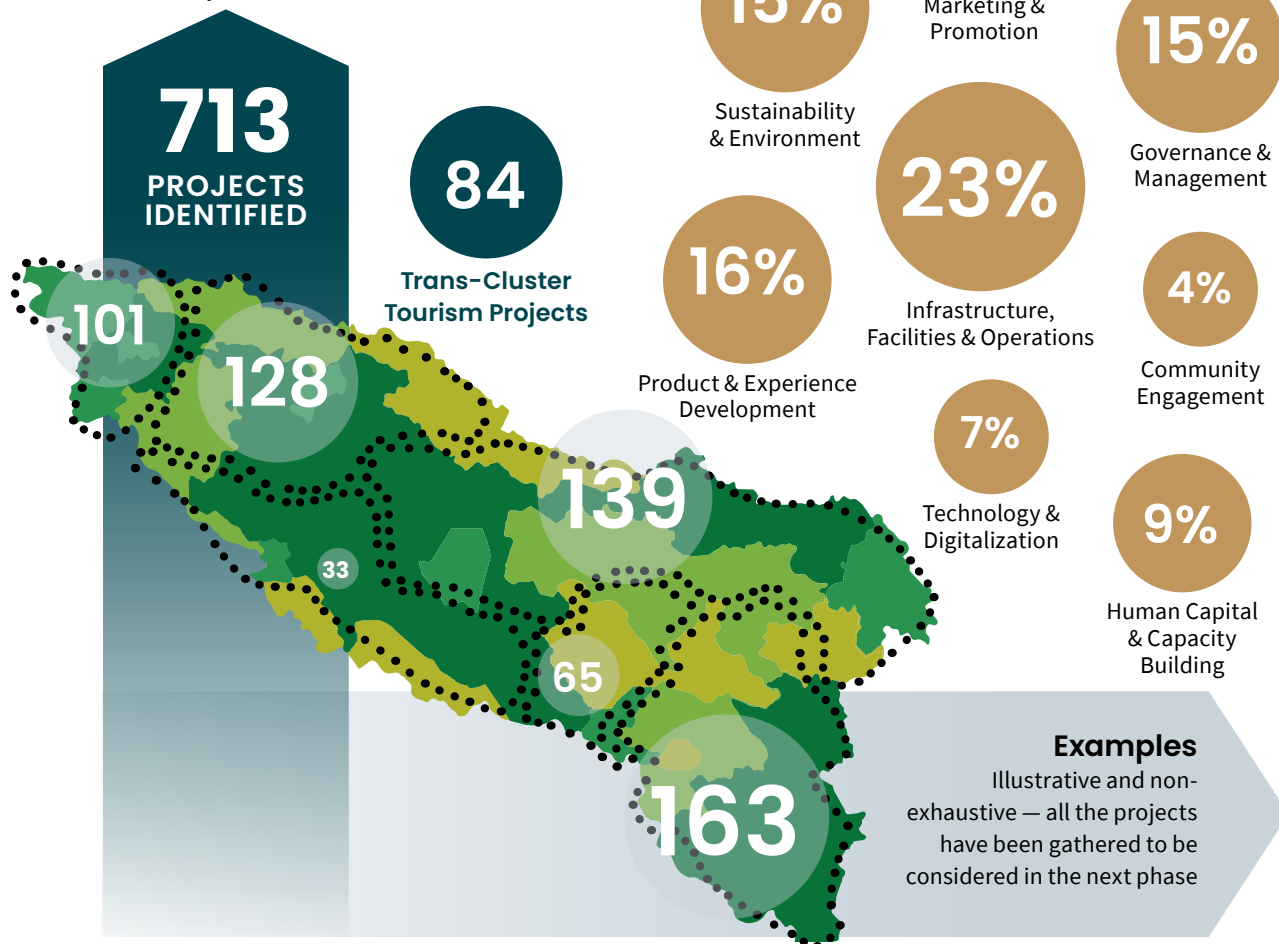 15%
Marketing &
Promotion
15%
713
PROJECTS
IDENTIFIED
84
Trans-Cluster
Tourism Projects
Sustainability
& Environment
23%
Governance &
Management
16%
Infrastructure,
Facilities & Operations
4%
Product & Experience
Development
Community
Engagement
7%
Technology &
Digitalization
9%
Human Capital
& Capacity
Building
101
128
139
33
65
163
Examples
Illustrative and non-
exhaustive — all the projects
have been gathered to be
considered in the next phase